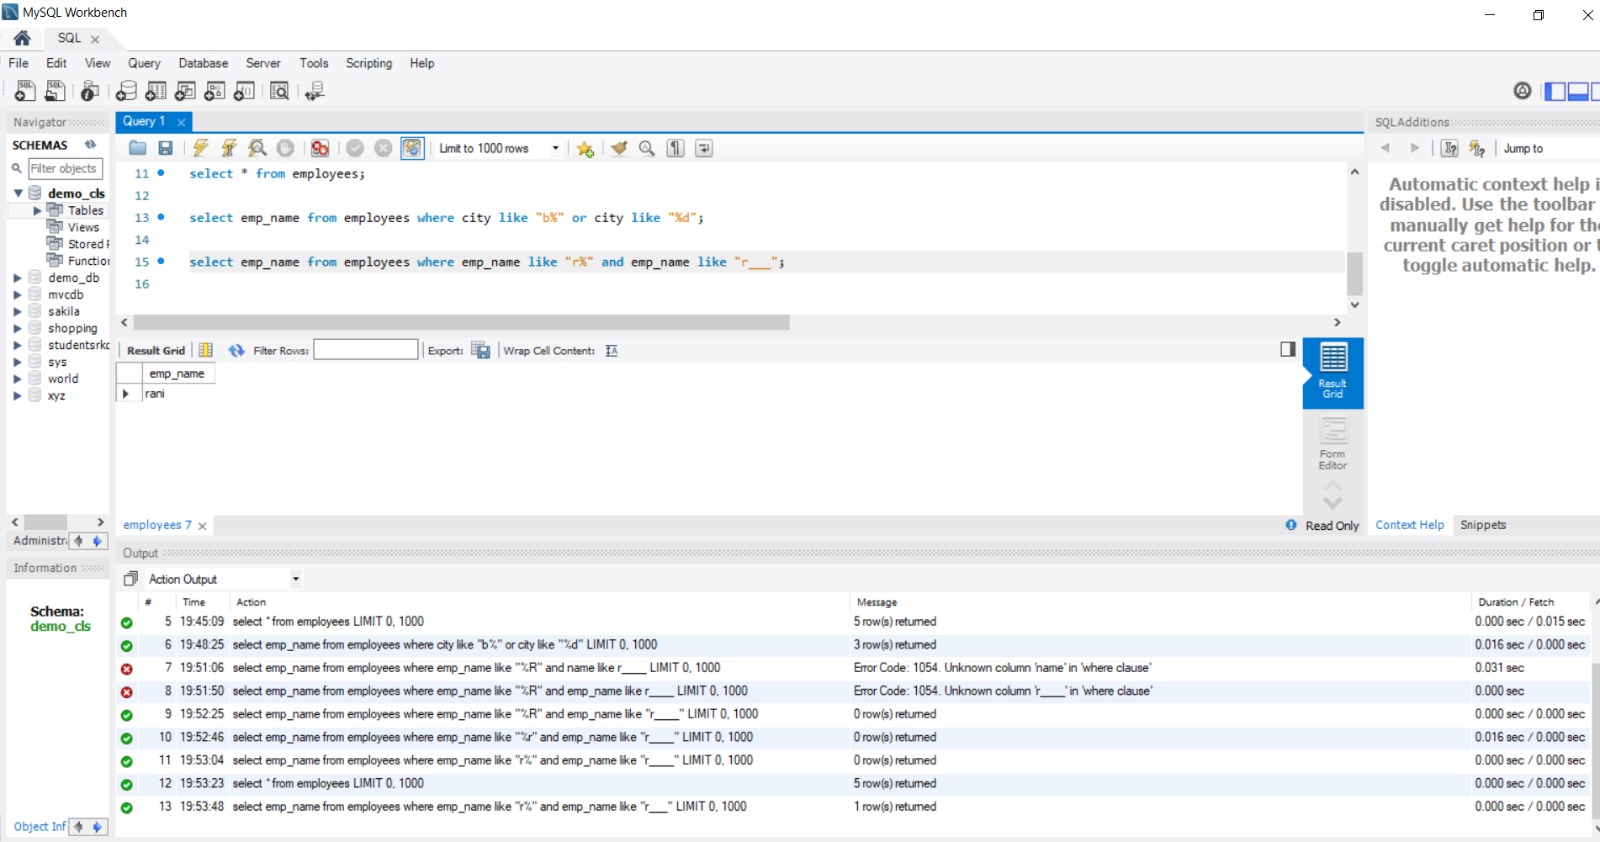 MySQL Workbench
SQL
File Edit View Query Database Server Tools Scripting Help
Navigator
SCHEMAS
Filter objects
demo_cls
Tables
Views
Stored
Functio
demo_db
mvcdb
sakila
shopping
studentsrk
sys
world
xyz
Administr
Information
Schema:
demo_cls
Object Inf
Query 1
Limit to 1000 rows
11 select * from employees;
12
13 select emp_name from employees where city like "b%" or city like "%d";
14
15 select emp_name from employees where emp_name like "r%" and emp_name like "r___";
16
Result Grid Filter Rows: Export: Wrap Cell Content:
emp_name
rani
Result
Grid
Form
Editor
employees 7
Read Only
SQLAdditions
Jump to
Automatic context help i
disabled. Use the toolbar
manually get help for the
current caret position or t
toggle automatic help.
Context Help Snippets
Output
Action Output
# Time Action Message Duration / Fetch
5 19:45:09 select * from employees LIMIT 0, 1000 5 row(s) returned 0.000 sec / 0.015 sec
6 19:48:25 select emp_name from employees where city like "b%" or city like "%d" LIMIT 0, 1000 3 row(s) returned 0.016 sec / 0.000 sec
7 19:51:06 select emp_name from employees where emp_name like "%R" and name like r____ LIMIT 0, 1000 Error Code: 1054. Unknown column 'name' in 'where clause' 0.031 sec
8 19:51:50 select emp_name from employees where emp_name like "%R" and emp_name like r____ LIMIT 0, 1000 Error Code: 1054. Unknown column 'r____' in 'where clause' 0.000 sec
9 19:52:25 select emp_name from employees where emp_name like "%R" and emp_name like "r____" LIMIT 0, 1000 0 row(s) returned 0.000 sec / 0.000 sec
10 19:52:46 select emp_name from employees where emp_name like "%r" and emp_name like "r____" LIMIT 0, 1000 0 row(s) returned 0.016 sec / 0.000 sec
11 19:53:04 select emp_name from employees where emp_name like "r%" and emp_name like "r____" LIMIT 0, 1000 0 row(s) returned 0.000 sec / 0.000 sec
12 19:53:23 select * from employees LIMIT 0, 1000 5 row(s) returned 0.000 sec / 0.000 sec
13 19:53:48 select emp_name from employees where emp_name like "r%" and emp_name like "r___" LIMIT 0, 1000 1 row(s) returned 0.000 sec / 0.000 sec